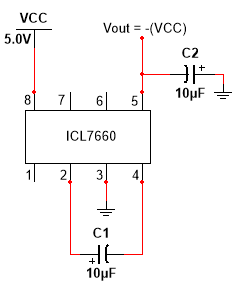 VCC
5.0V
Vout = -(VCC)
C2
+
10µF
8 7 6 5
ICL7660
1 2 3 4
C1
+
10µF